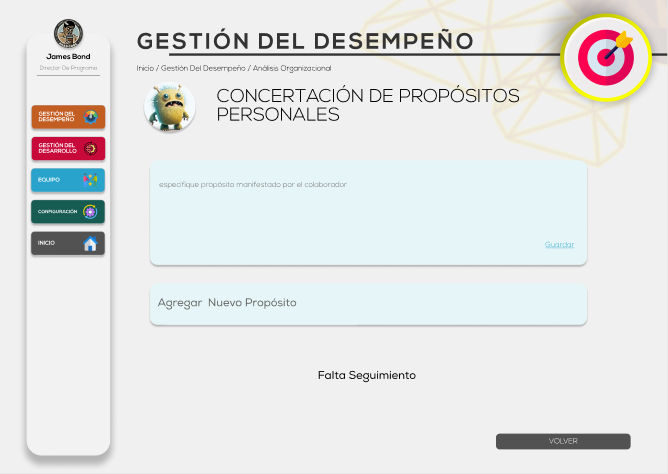 James Bond
Director De Programa
GESTIÓN DEL
DESEMPEÑO
GESTIÓN DEL
DESARROLLO
EQUIPO
CONFIGURACIÓN
INICIO
GESTIÓN DEL DESEMPEÑO
Inicio / Gestión Del Desempeño / Análisis Organizacional
CONCERTACIÓN DE PROPÓSITOS
PERSONALES
especifique propósito manifestado por el colaborador
Guardar
Agregar Nuevo Propósito
Falta Seguimiento
VOLVER